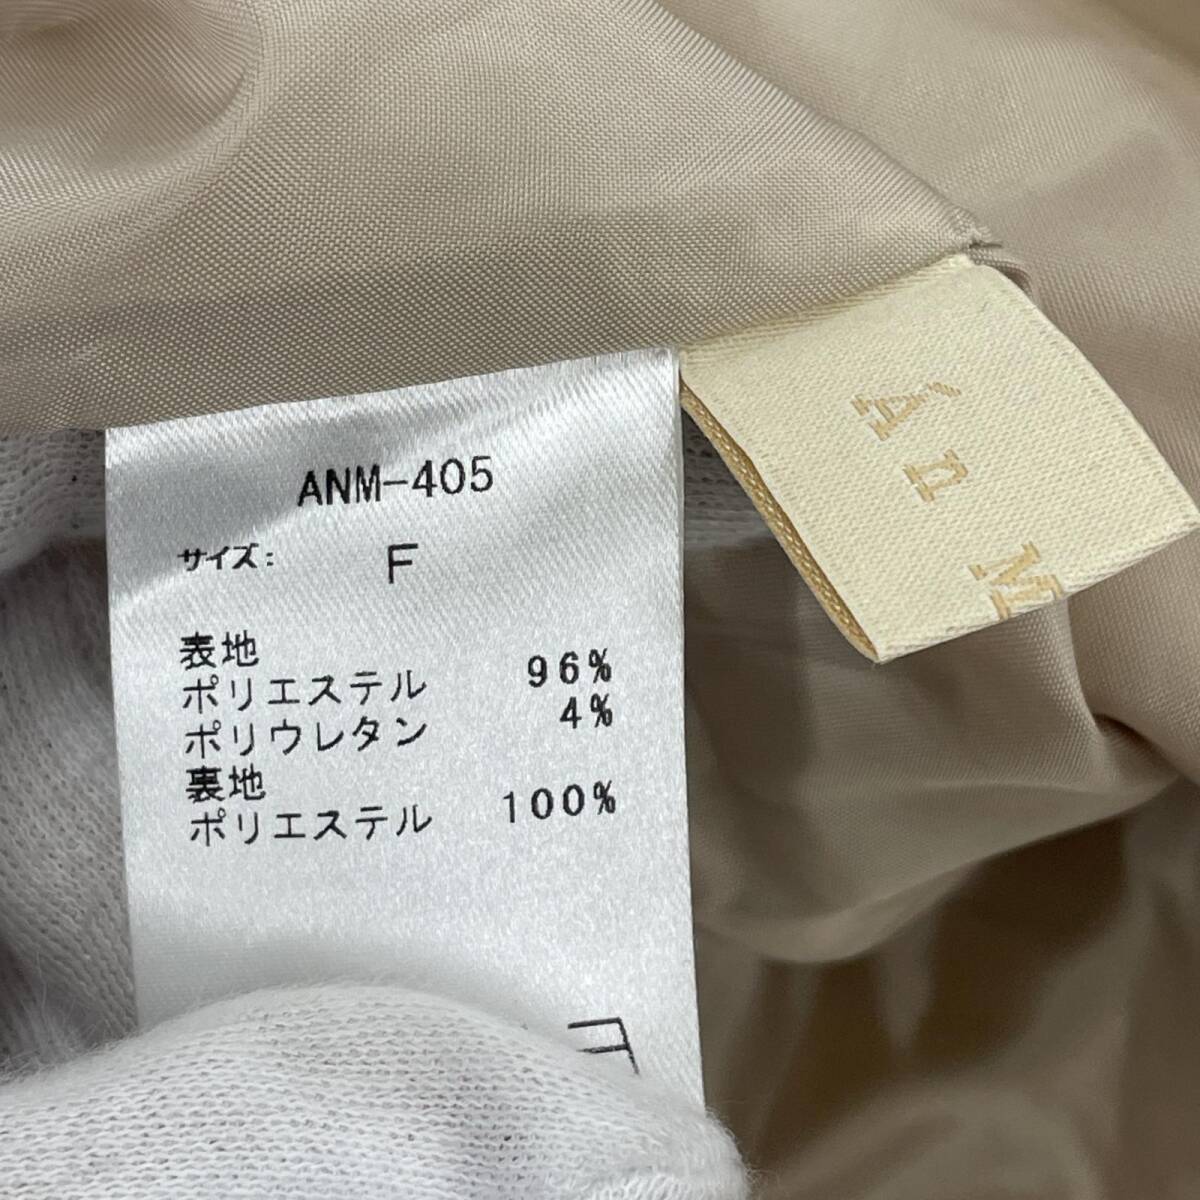 ANM-405
サイズ: F
表地
ポリエステル 96%
ポリウレタン 4%
裏地
ポリエステル 100%
An M